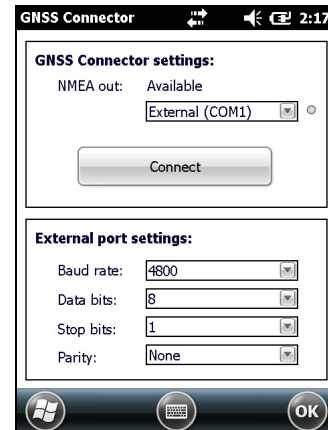 GNSS Connector 2:17
GNSS Connector settings:
NMEA out: Available
External (COM1)
Connect
External port settings:
Baud rate: 4800
Data bits: 8
Stop bits: 1
Parity: None
OK